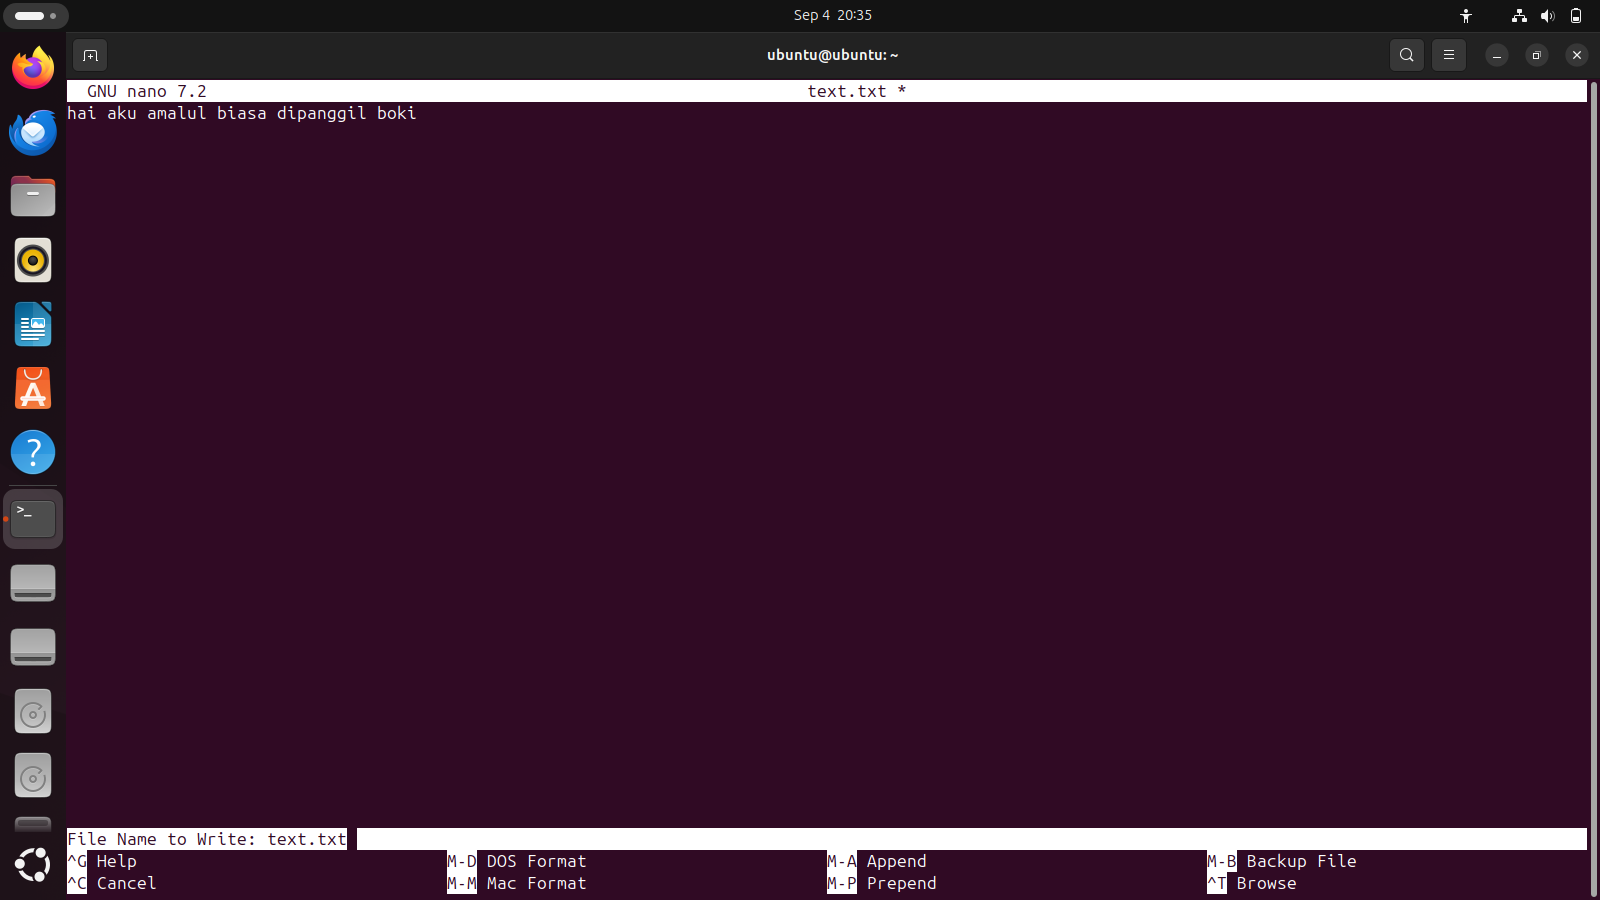 Sep 4 20:35
ubuntu@ubuntu: ~
GNU nano 7.2 text.txt *
hai aku amalul biasa dipanggil boki
File Name to Write: text.txt
^G Help M-D DOS Format M-A Append M-B Backup File
^C Cancel M-M Mac Format M-P Prepend ^T Browse